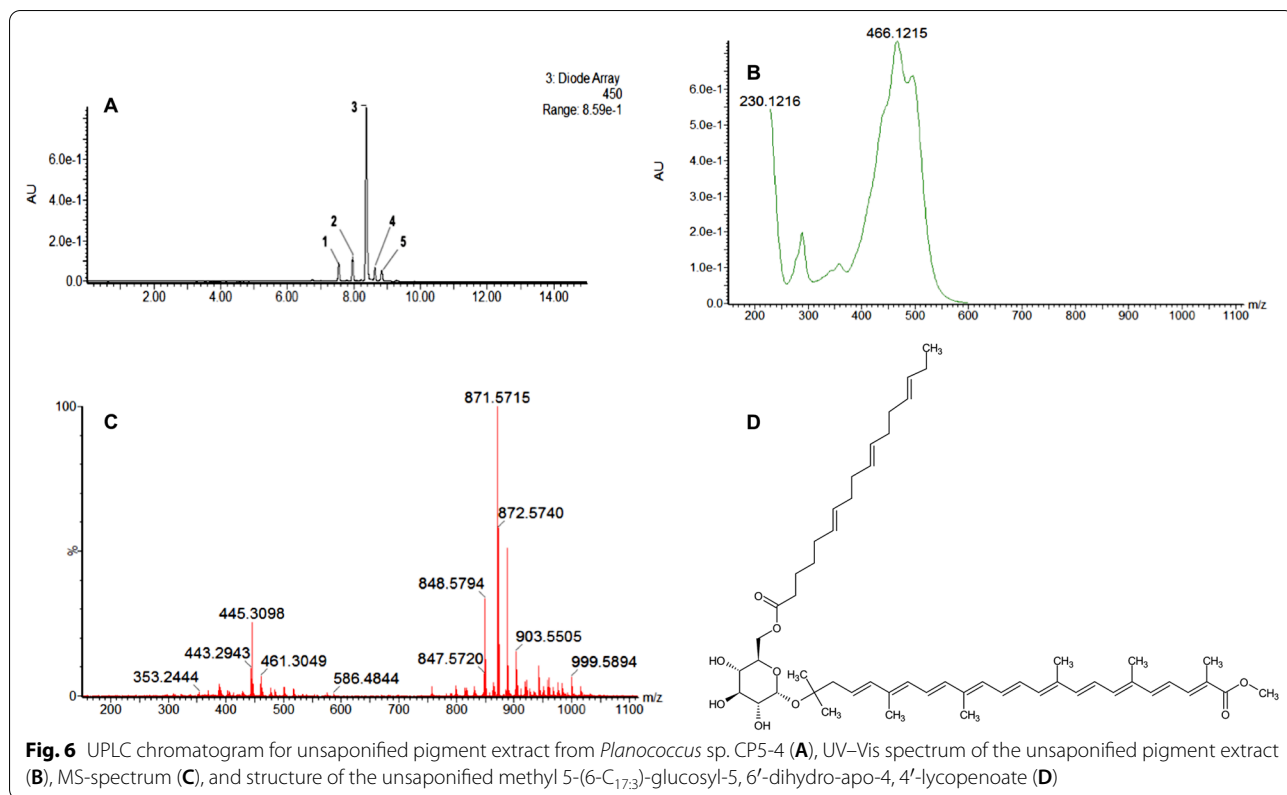 A
3: Diode Array
450
Range: 8.59e-1
AU
6.0e-1
4.0e-1
2.0e-1
0.0
1
2
3
4
5
2.00 4.00 6.00 8.00 10.00 12.00 14.00
B
466.1215
230.1216
AU
6.0e-1
5.0e-1
4.0e-1
3.0e-1
2.0e-1
1.0e-1
0.0
200 300 400 500 600 700 800 900 1000 1100
m/z
C
100
%
0
871.5715
872.5740
848.5794
847.5720
903.5505
999.5894
445.3098
443.2943
461.3049
353.2444
586.4844
200 300 400 500 600 700 800 900 1000 1100
m/z
D
CH₃
O
O
HO
HO
OH
O
O
CH₃
CH₃
CH₃
CH₃
CH₃
CH₃
CH₃
O
O
CH₃
Fig. 6 UPLC chromatogram for unsaponified pigment extract from Planococcus sp. CP5-4 (A), UV–Vis spectrum of the unsaponified pigment extract
(B), MS-spectrum (C), and structure of the unsaponified methyl 5-(6-C₁₇:₃)-glucosyl-5, 6′-dihydro-apo-4, 4′-lycopenoate (D)